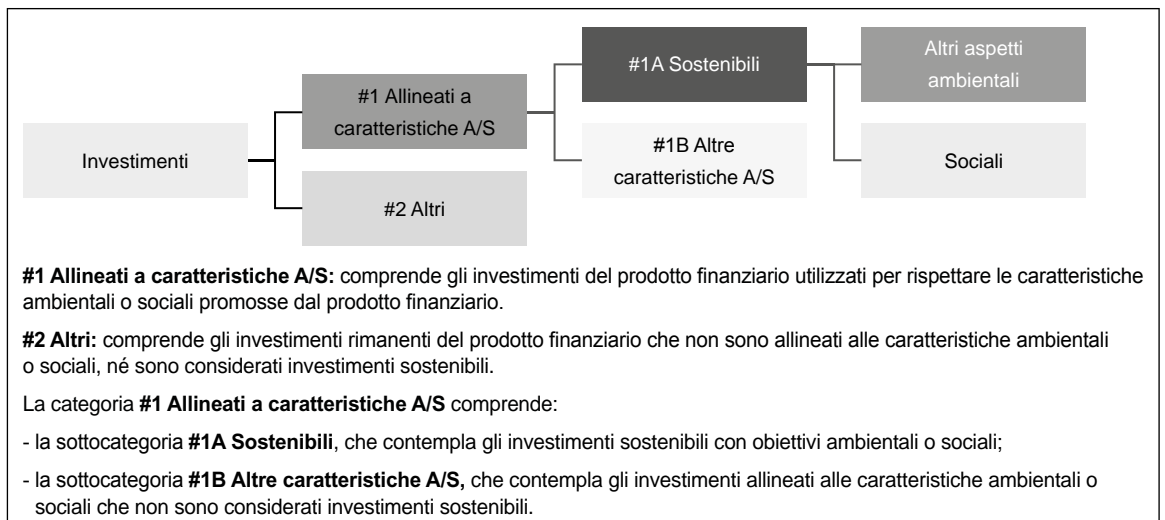 Investimenti
#1 Allineati a
caratteristiche A/S
#2 Altri
#1A Sostenibili
#1B Altre
caratteristiche A/S
Altri aspetti
ambientali
Sociali
#1 Allineati a caratteristiche A/S: comprende gli investimenti del prodotto finanziario utilizzati per rispettare le caratteristiche
ambientali o sociali promosse dal prodotto finanziario.
#2 Altri: comprende gli investimenti rimanenti del prodotto finanziario che non sono allineati alle caratteristiche ambientali
o sociali, né sono considerati investimenti sostenibili.
La categoria #1 Allineati a caratteristiche A/S comprende:
- la sottocategoria #1A Sostenibili, che contempla gli investimenti sostenibili con obiettivi ambientali o sociali;
- la sottocategoria #1B Altre caratteristiche A/S, che contempla gli investimenti allineati alle caratteristiche ambientali o
sociali che non sono considerati investimenti sostenibili.